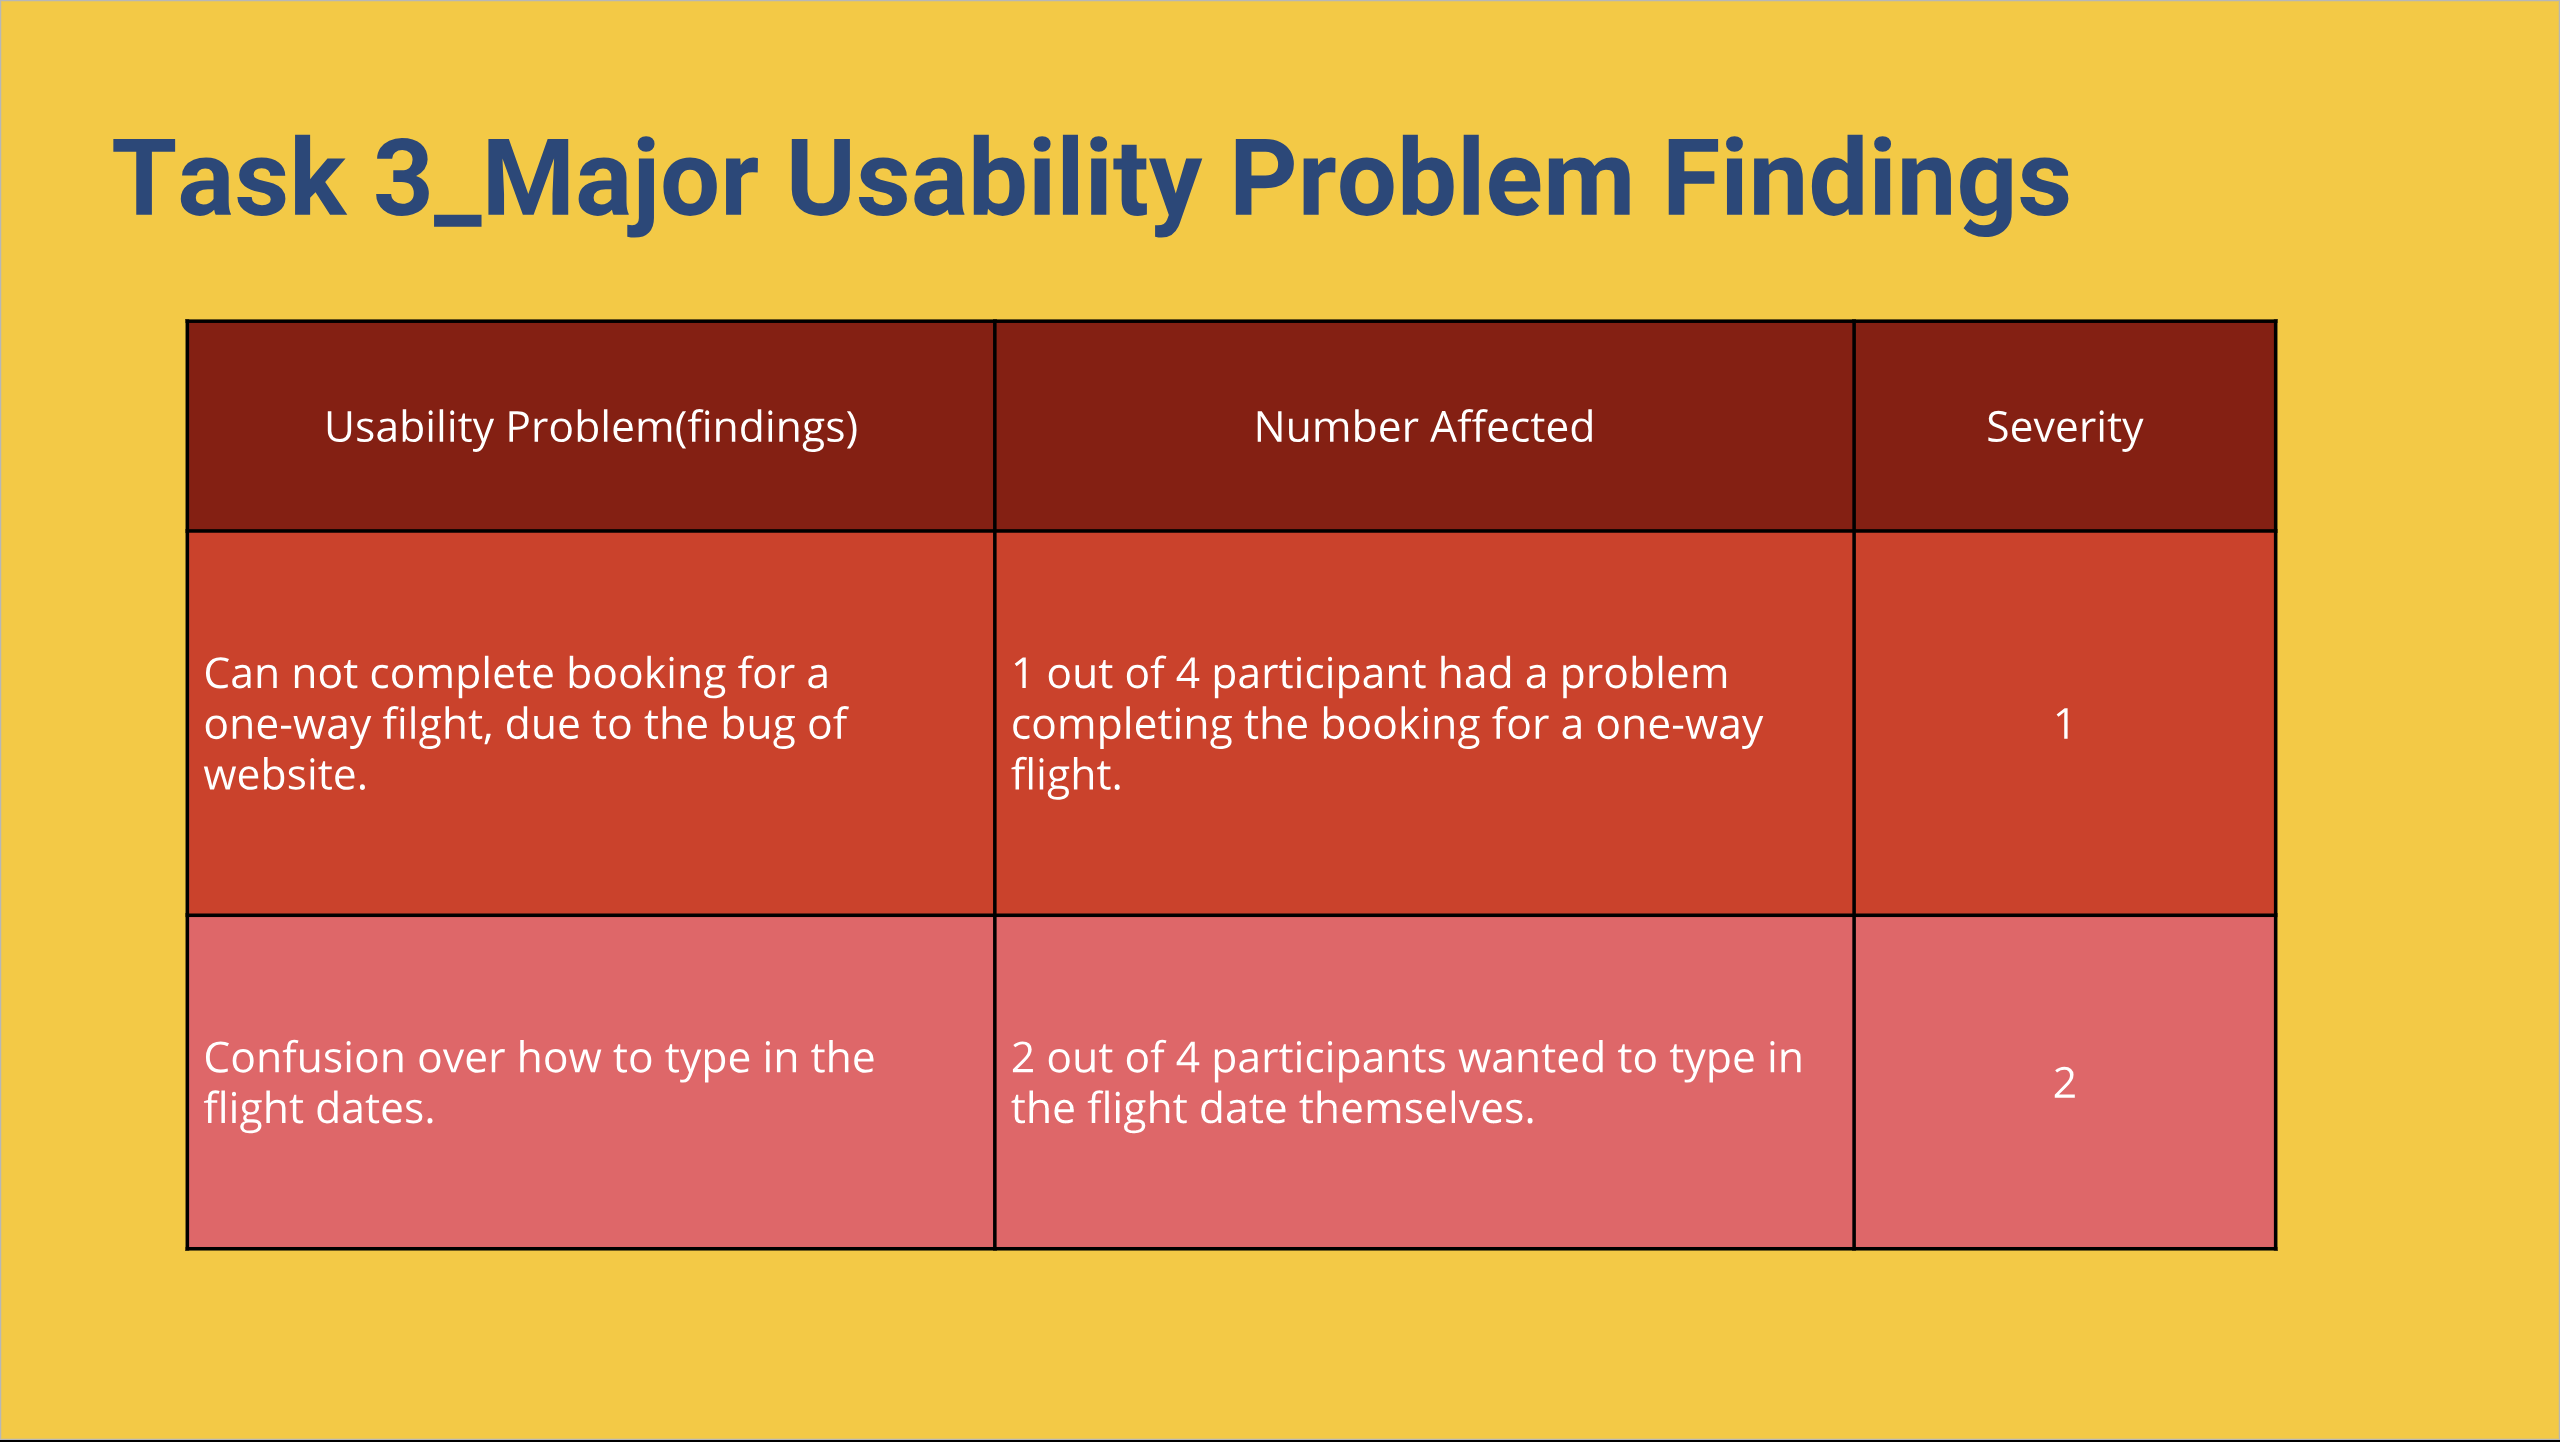 Task 3_Major Usability Problem Findings
Usability Problem(findings)
Number Affected
Severity
Can not complete booking for a
one-way filght, due to the bug of
website.
1 out of 4 participant had a problem
completing the booking for a one-way
flight.
1
Confusion over how to type in the
flight dates.
2 out of 4 participants wanted to type in
the flight date themselves.
2